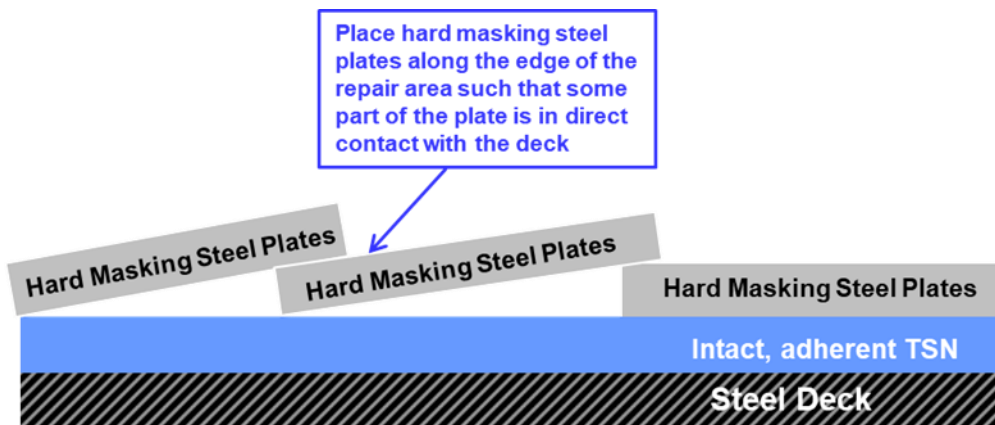 Place hard masking steel
plates along the edge of the
repair area such that some
part of the plate is in direct
contact with the deck
Hard Masking Steel Plates
Hard Masking Steel Plates
Hard Masking Steel Plates
Intact, adherent TSN
Steel Deck